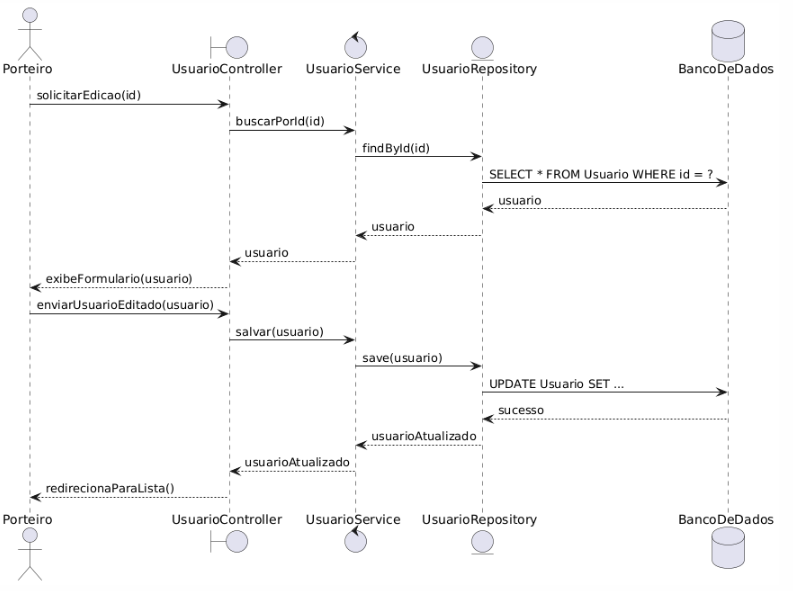 Porteiro UsuarioController UsuarioService UsuarioRepository BancoDeDados
solicitarEdicao(id)
buscarPorId(id)
findById(id)
SELECT * FROM Usuario WHERE id = ?
usuario
usuario
usuario
exibeFormulario(usuario)
enviarUsuarioEditado(usuario)
salvar(usuario)
save(usuario)
UPDATE Usuario SET ...
sucesso
usuarioAtualizado
usuarioAtualizado
redirecionaParaLista()
Porteiro UsuarioController UsuarioService UsuarioRepository BancoDeDados